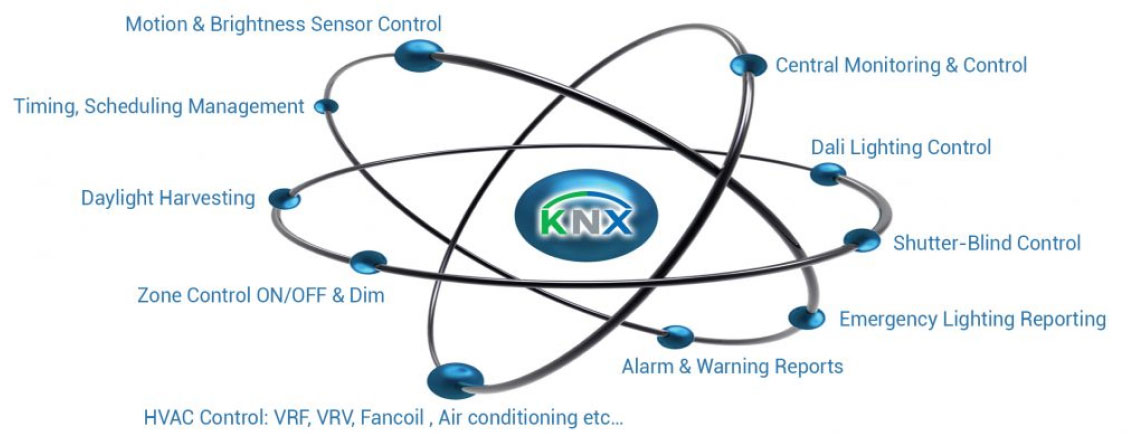 Motion & Brightness Sensor Control
Central Monitoring & Control
Timing, Scheduling Management
Dali Lighting Control
Daylight Harvesting
KNX
Shutter-Blind Control
Zone Control ON/OFF & Dim
Emergency Lighting Reporting
Alarm & Warning Reports
HVAC Control: VRF, VRV, Fancoil , Air conditioning etc...